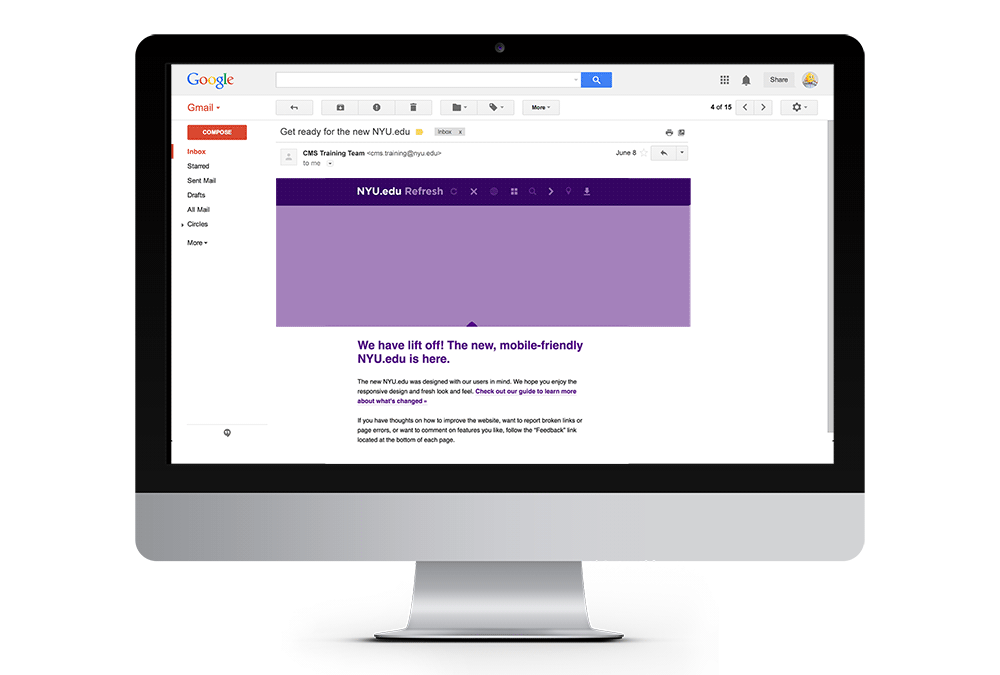 Google
Share
Gmail
More
4 of 15
COMPOSE
Get ready for the new NYU.edu
Inbox x
Inbox
CMS Training Team <cms.training@nyu.edu>
June 8
to me
Starred
Sent Mail
Drafts
All Mail
Circles
More
NYU.edu Refresh
We have lift off! The new, mobile-friendly
NYU.edu is here.
The new NYU.edu was designed with our users in mind. We hope you enjoy the
responsive design and fresh look and feel. Check out our guide to learn more
about what's changed »
If you have thoughts on how to improve the website, want to report broken links or
page errors, or want to comment on features you like, follow the "Feedback" link
located at the bottom of each page.